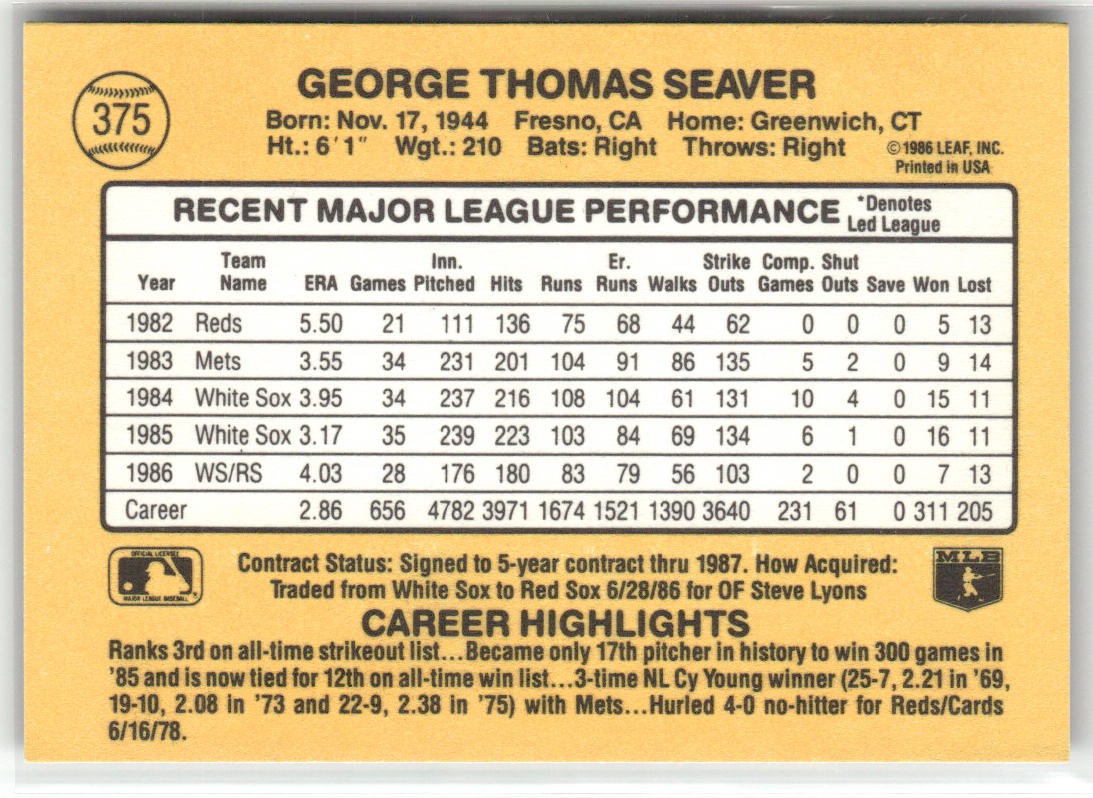 375
GEORGE THOMAS SEAVER
Born: Nov. 17, 1944 Fresno, CA Home: Greenwich, CT
Ht.: 6'1" Wgt.: 210 Bats: Right Throws: Right
©1986 LEAF, INC.
Printed in USA
RECENT MAJOR LEAGUE PERFORMANCE
*Denotes
Led League
Year Team Name ERA Games Inn. Pitched Hits Runs Er. Runs Walks Strike Outs Comp. Games Shut Outs Save Won Lost
1982 Reds 5.50 21 111 136 75 68 44 62 0 0 0 5 13
1983 Mets 3.55 34 231 201 104 91 86 135 5 2 0 9 14
1984 White Sox 3.95 34 237 216 108 104 61 131 10 4 0 15 11
1985 White Sox 3.17 35 239 223 103 84 69 134 6 1 0 16 11
1986 WS/RS 4.03 28 176 180 83 79 56 103 2 0 0 7 13
Career 2.86 656 4782 3971 1674 1521 1390 3640 231 61 0 311 205
OFFICIAL LICENSEE
MAJOR LEAGUE BASEBALL
Contract Status: Signed to 5-year contract thru 1987. How Acquired:
Traded from White Sox to Red Sox 6/28/86 for OF Steve Lyons
MLB
CAREER HIGHLIGHTS
Ranks 3rd on all-time strikeout list...Became only 17th pitcher in history to win 300 games in
'85 and is now tied for 12th on all-time win list...3-time NL Cy Young winner (25-7, 2.21 in '69,
19-10, 2.08 in '73 and 22-9, 2.38 in '75) with Mets...Hurled 4-0 no-hitter for Reds/Cards
6/16/78.